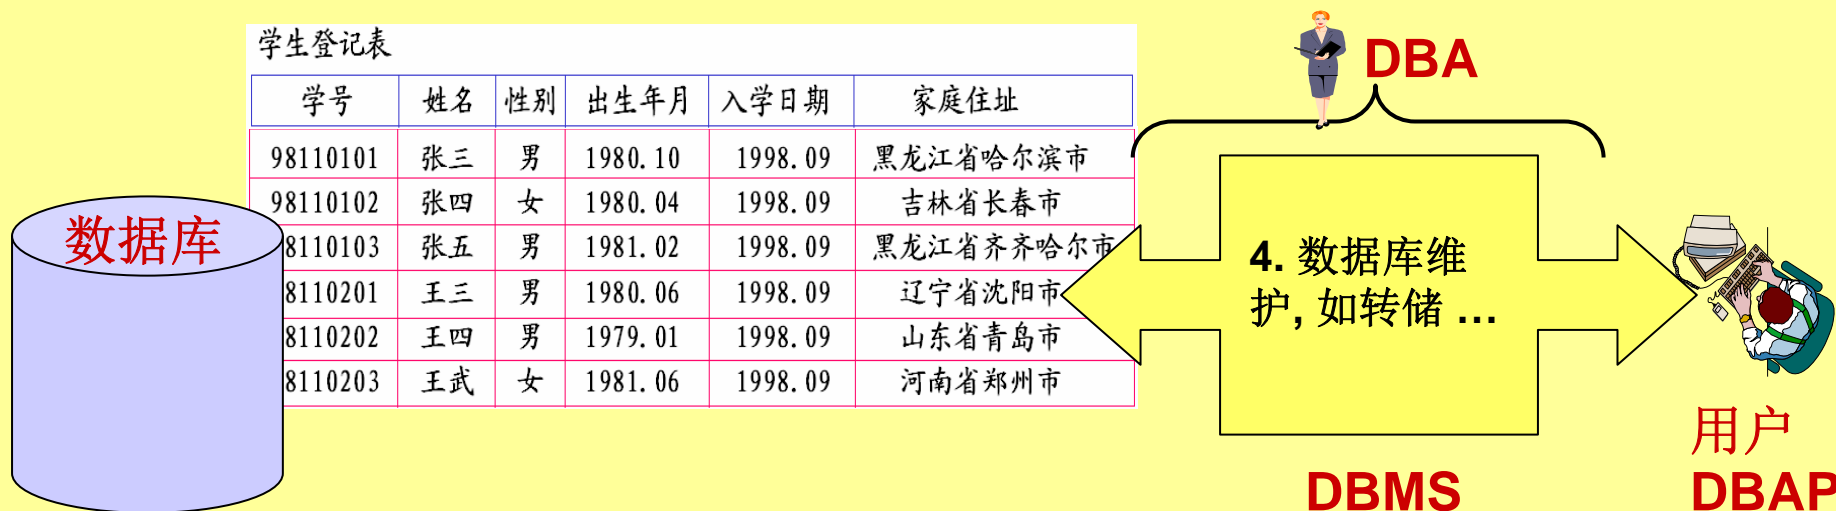 学生登记表
学号 姓名 性别 出生年月 入学日期 家庭住址
98110101 张三 男 1980.10 1998.09 黑龙江省哈尔滨市
98110102 张四 女 1980.04 1998.09 吉林省长春市
8110103 张五 男 1981.02 1998.09 黑龙江省齐齐哈尔市
8110201 王三 男 1980.06 1998.09 辽宁省沈阳市
8110202 王四 男 1979.01 1998.09 山东省青岛市
8110203 王武 女 1981.06 1998.09 河南省郑州市
数据库
DBA
4. 数据库维
护, 如转储 ...
DBMS
用户
DBAP